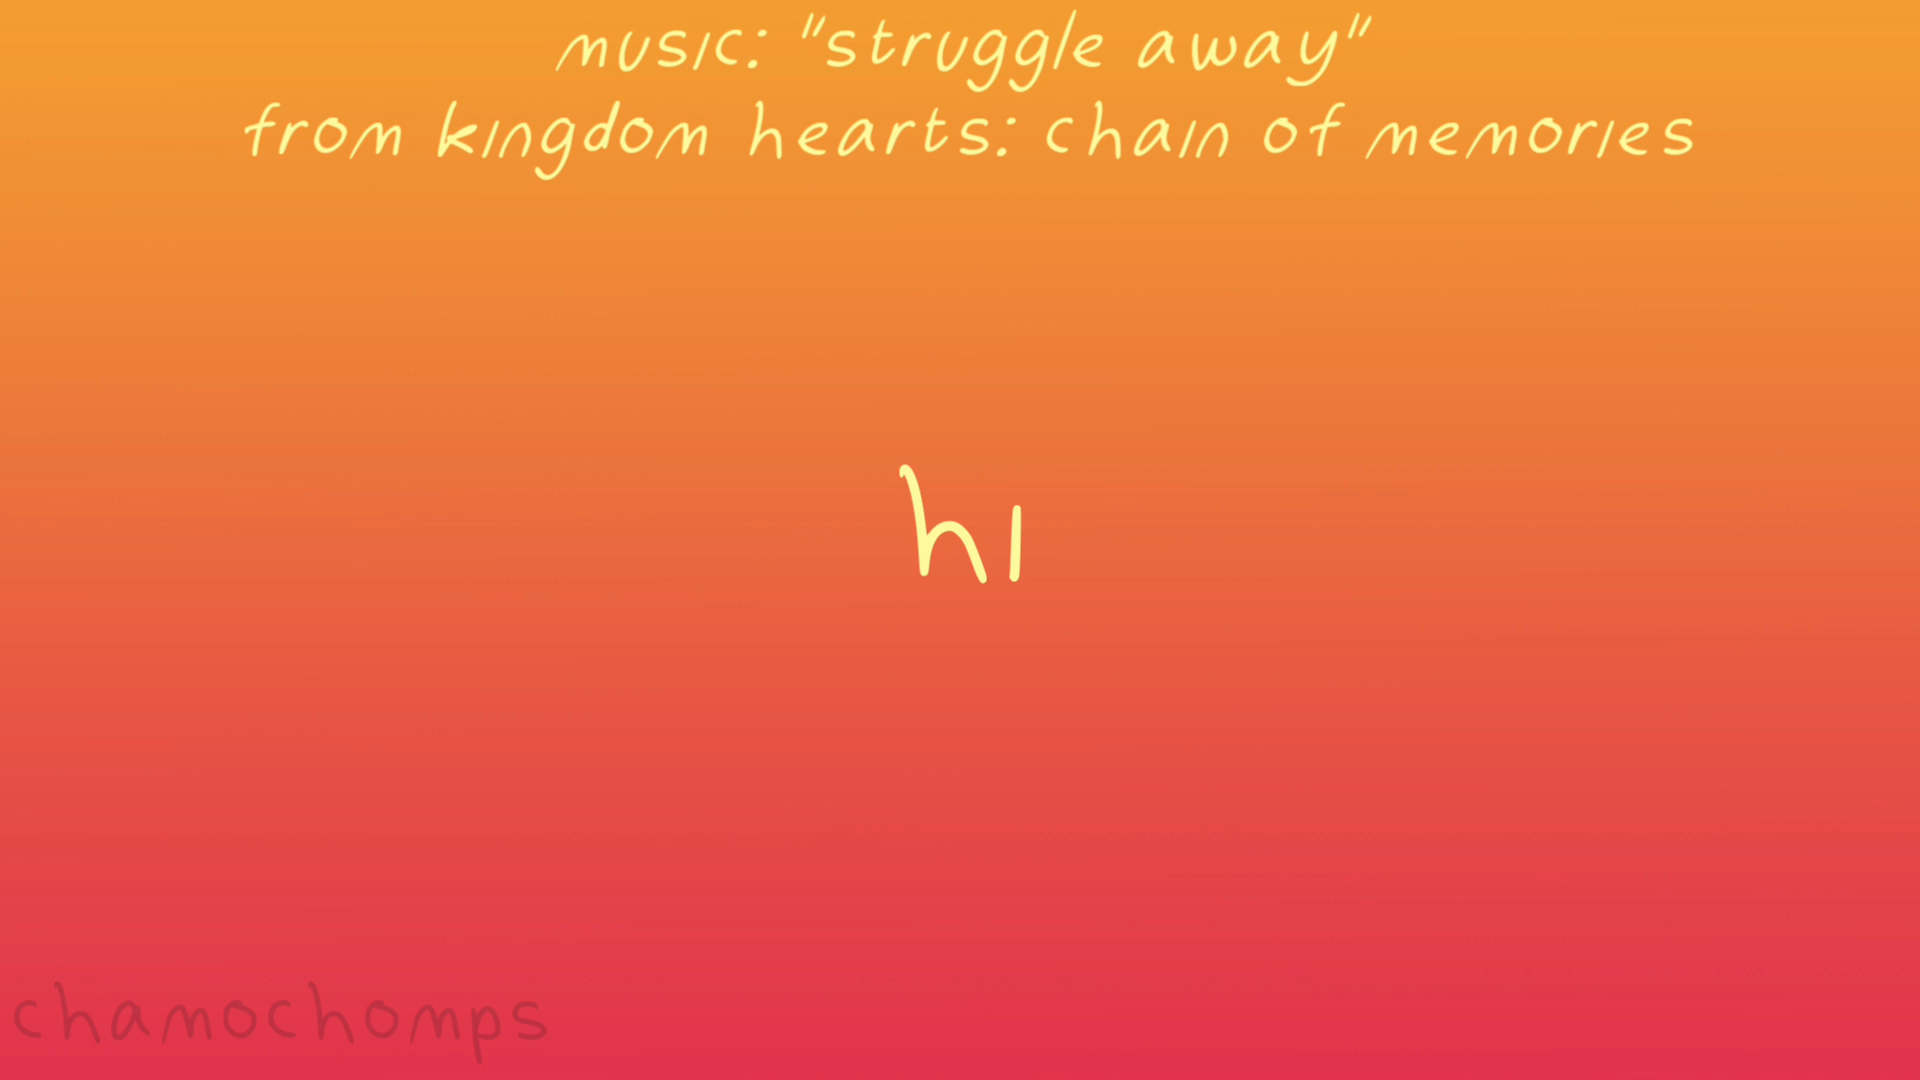 music: "struggle away"
from kingdom hearts: chain of memories
hi
chamochomps